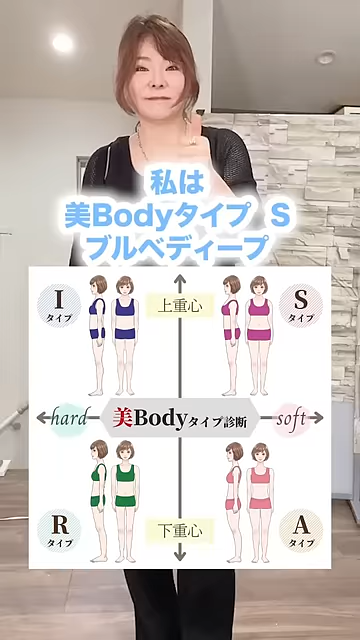 私は
美Bodyタイプ S
ブルベディープ
I
タイプ
上重心
S
タイプ
hard
美Bodyタイプ診断
soft
R
タイプ
下重心
A
タイプ